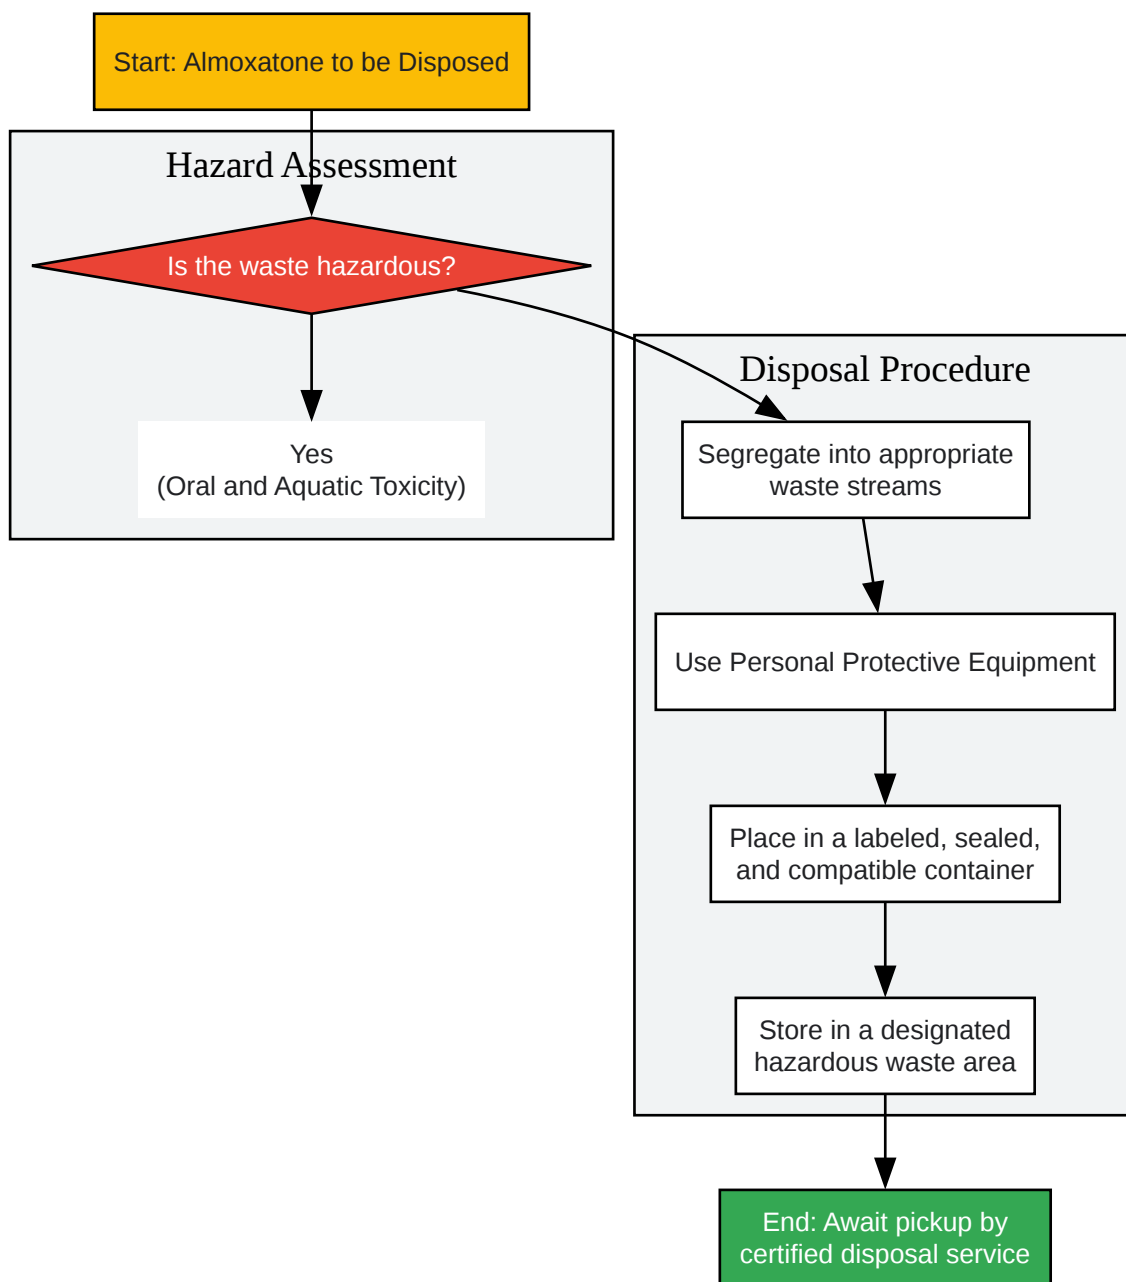 Start: Almoxatone to be Disposed
Hazard Assessment
Is the waste hazardous?
Yes
(Oral and Aquatic Toxicity)
Disposal Procedure
Segregate into appropriate
waste streams
Use Personal Protective Equipment
Place in a labeled, sealed,
and compatible container
Store in a designated
hazardous waste area
End: Await pickup by
certified disposal service